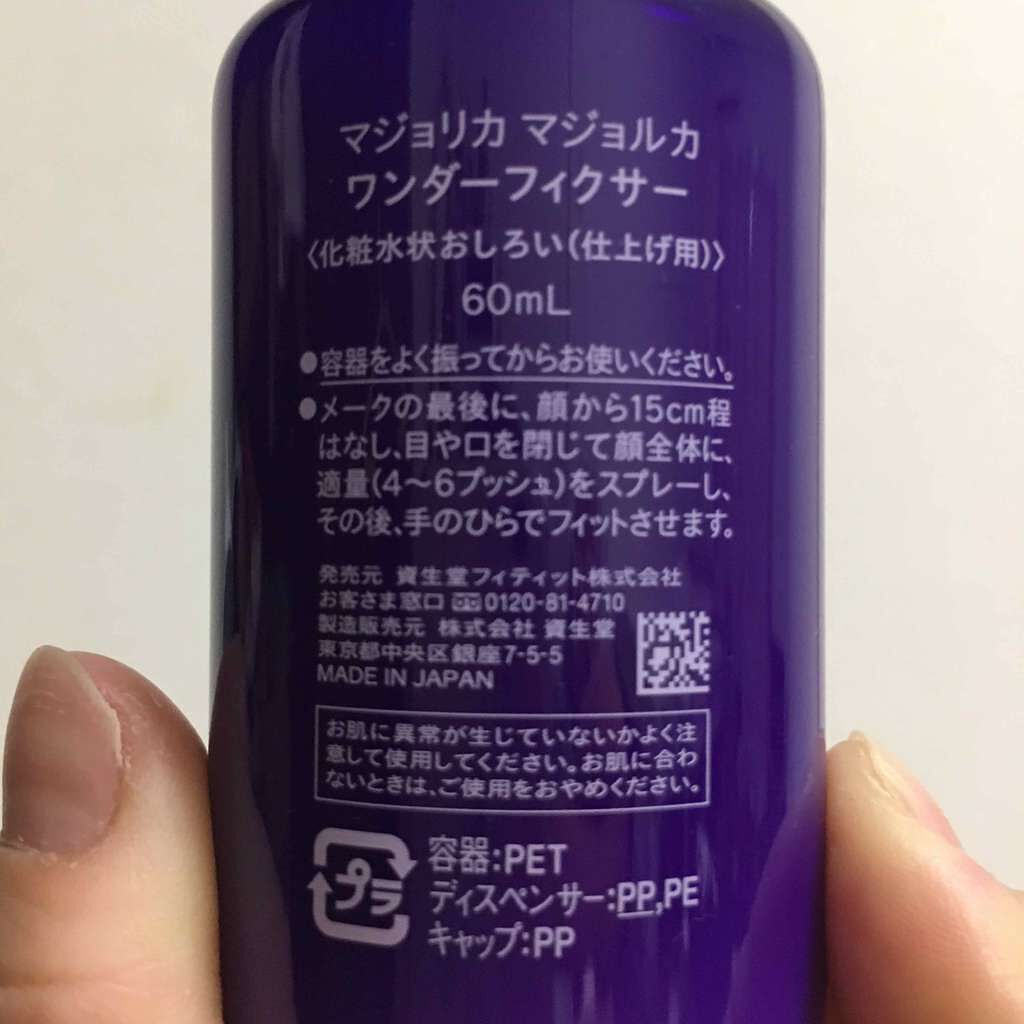 マジョリカ マジョルカ
ワンダーフィクサー
〈化粧水状おしろい(仕上げ用)〉
60mL
●容器をよく振ってからお使いください。
●メークの最後に、顔から15cm程
はなし、目や口を閉じて顔全体に、
適量(4〜6プッシュ)をスプレーし、
その後、手のひらでフィットさせます。
発売元 資生堂フィティット株式会社
お客さま窓口 0120-81-4710
製造販売元 株式会社 資生堂
東京都中央区銀座7-5-5
MADE IN JAPAN
お肌に異常が生じていないかよく注
意して使用してください。お肌に合わ
ないときは、ご使用をおやめください。
プラ
容器:PET
ディスペンサー:PP,PE
キャップ:PP